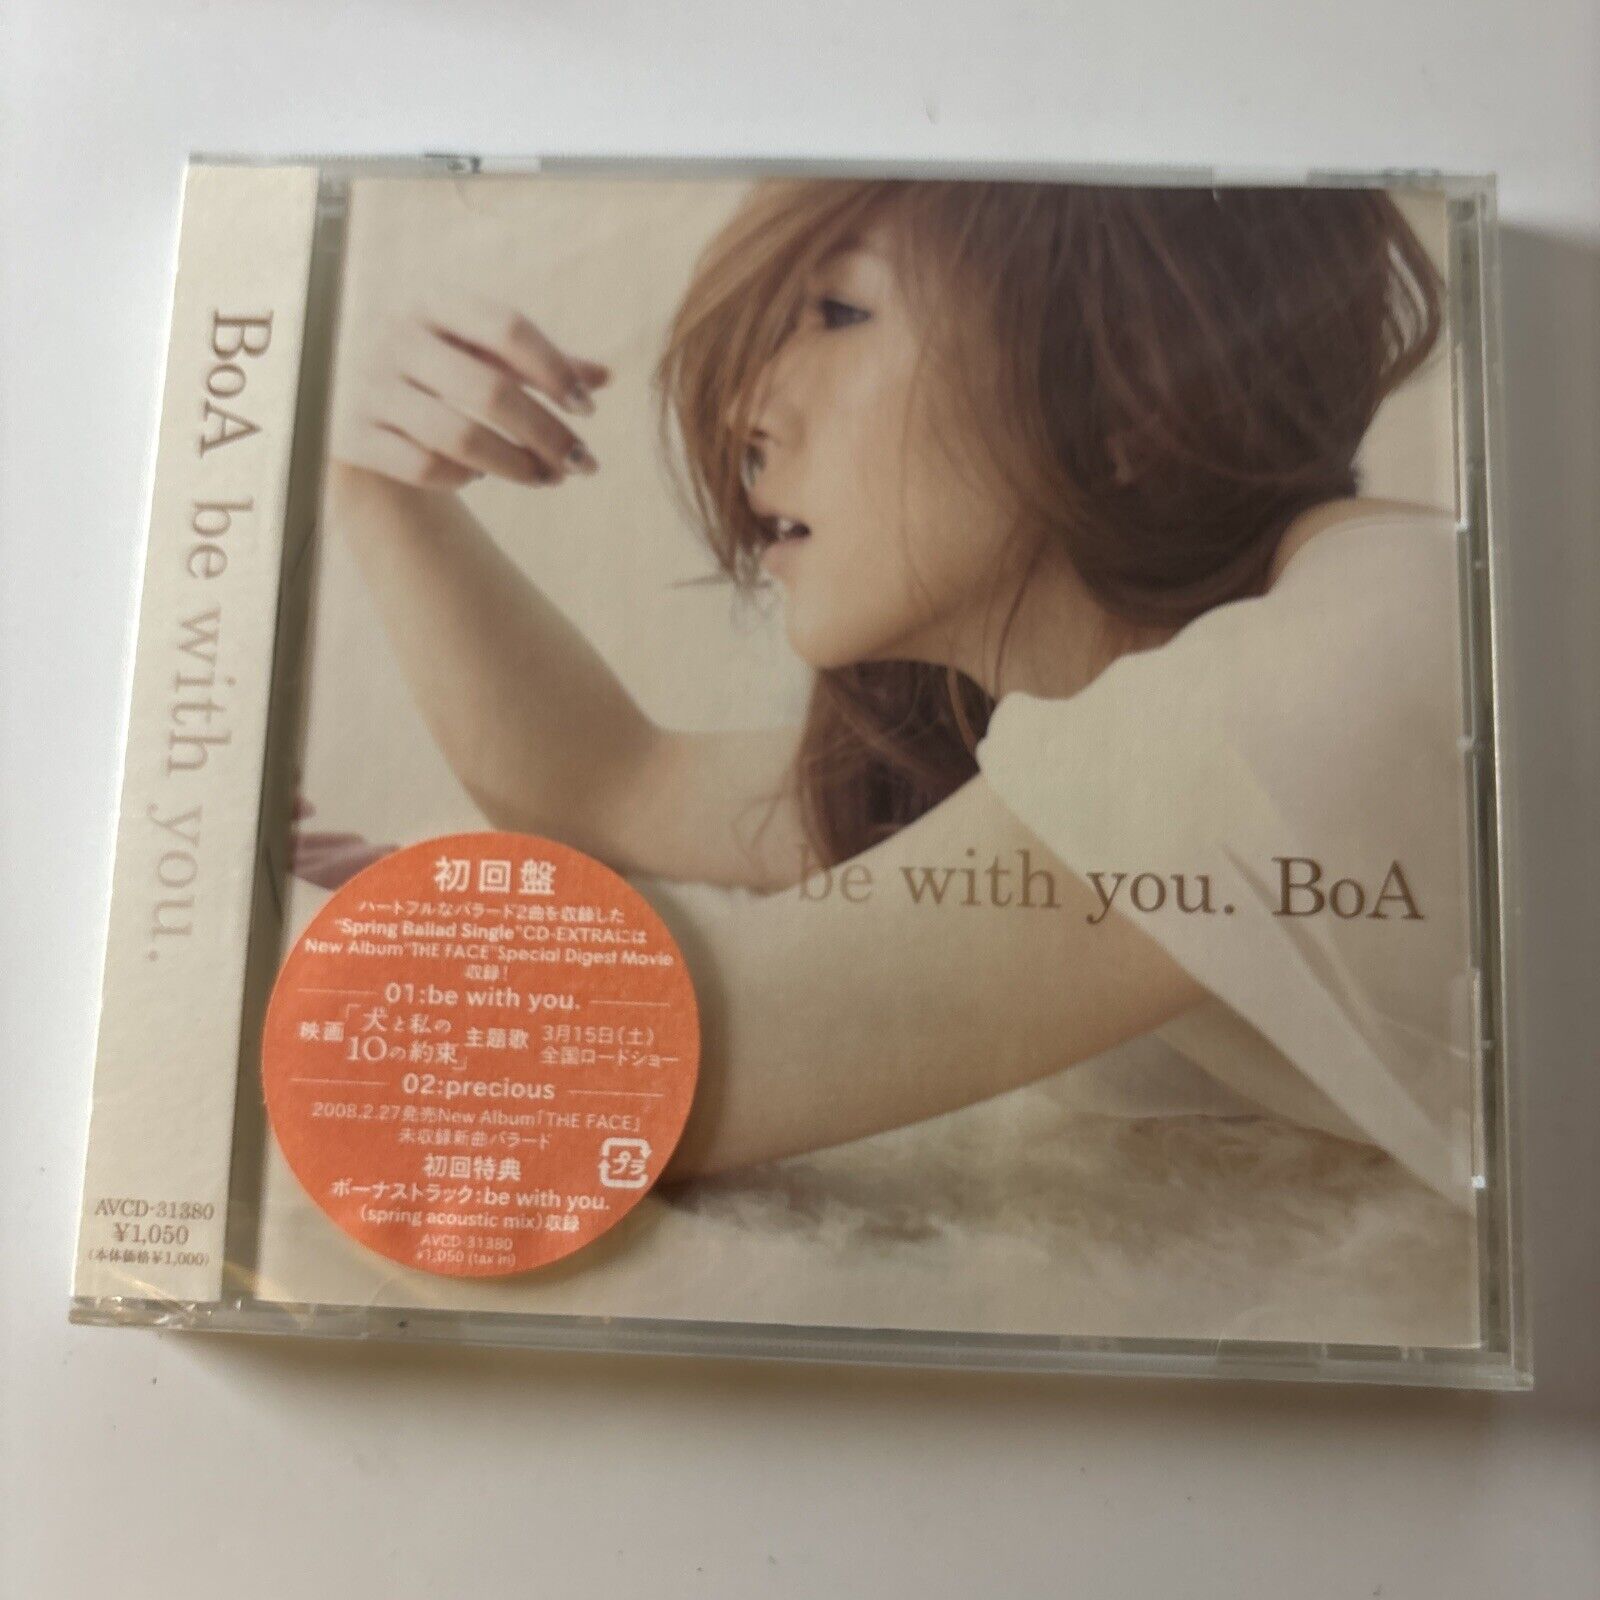 BoA be with you.
AVCD-31380
¥1,050
(本体価格¥1,000)
be with you. BoA
初回盤
ハートフルなバラード2曲を収録した
"Spring Ballad Single"CD-EXTRAには
New Album"THE FACE"Special Digest Movie
収録!
01:be with you.
映画「犬と私の10の約束」主題歌 3月15日(土)
全国ロードショー
02:precious
2008.2.27発売New Album「THE FACE」
未収録新曲バラード
初回特典
プラ
ボーナストラック:be with you.
(spring acoustic mix)収録
AVCD-31380
¥1,050 (tax in)